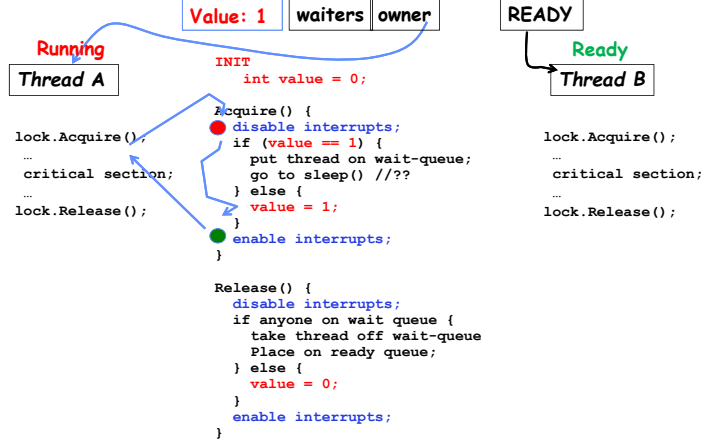 Value: 1 waiters owner READY
Running
Ready
Thread A
Thread B
INIT
int value = 0;
Acquire() {
disable interrupts;
if (value == 1) {
put thread on wait-queue;
go to sleep() //??
} else {
value = 1;
}
enable interrupts;
}
lock.Acquire();
…
critical section;
…
lock.Release();
lock.Acquire();
…
critical section;
…
lock.Release();
Release() {
disable interrupts;
if anyone on wait queue {
take thread off wait-queue
Place on ready queue;
} else {
value = 0;
}
enable interrupts;
}